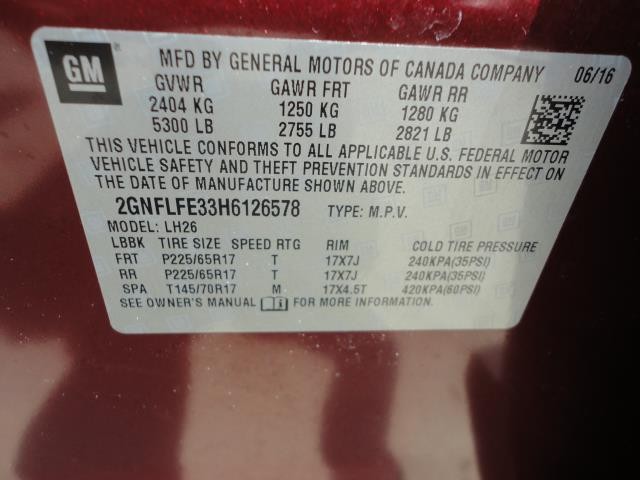 GM
MFD BY GENERAL MOTORS OF CANADA COMPANY 06/16
GVWR GAWR FRT GAWR RR
2404 KG 1250 KG 1280 KG
5300 LB 2755 LB 2821 LB
THIS VEHICLE CONFORMS TO ALL APPLICABLE U.S. FEDERAL MOTOR
VEHICLE SAFETY AND THEFT PREVENTION STANDARDS IN EFFECT ON
THE DATE OF MANUFACTURE SHOWN ABOVE.
2GNFLFE33H6126578 TYPE: M.P.V.
MODEL: LH26
LBBK TIRE SIZE SPEED RTG RIM COLD TIRE PRESSURE
FRT P225/65R17 T 17X7J 240KPA(35PSI)
RR P225/65R17 T 17X7J 240KPA(35PSI)
SPA T145/70R17 M 17X4.5T 420KPA(60PSI)
SEE OWNER'S MANUAL FOR MORE INFORMATION.